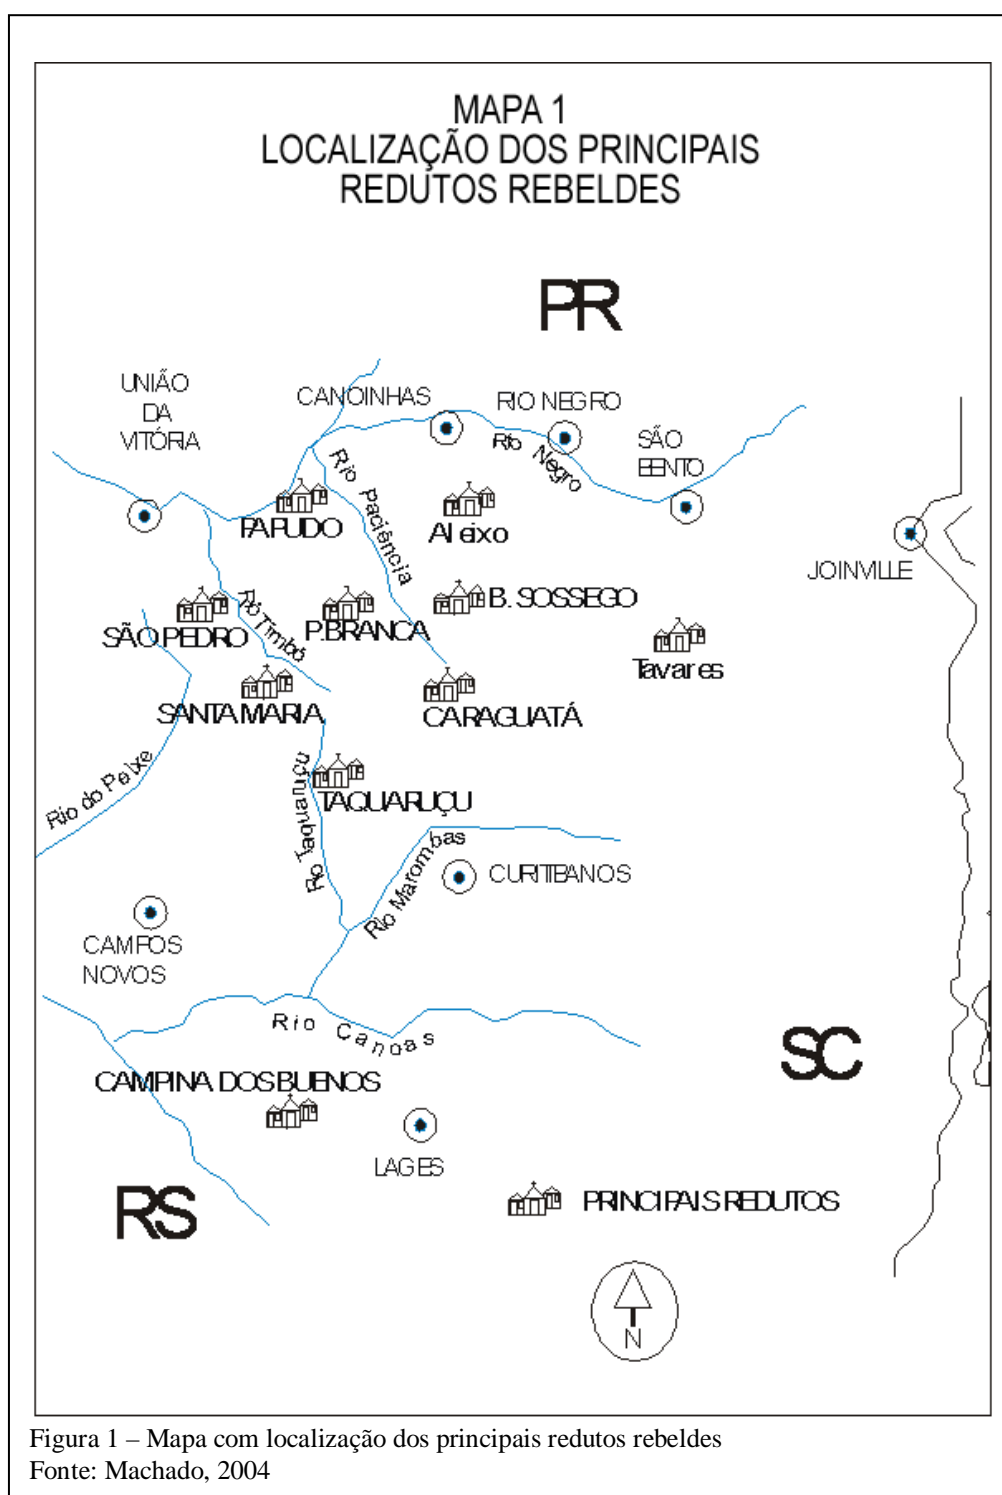 MAPA 1
LOCALIZAÇÃO DOS PRINCIPAIS
REDUTOS REBELDES
PR
UNIÃO
DA
VITÓRIA
CANOINHAS
RIO NEGRO
Rio Negro
SÃO
BENTO
PAPUDO
Rio Paciência
Aleixo
JOINVILLE
SÃO PEDRO
Rio Timbó
P.BRANCA
B. SOSSEGO
Tavares
SANTA MARIA
CARAGUATÁ
Rio do Peixe
Rio Taquaruçu
TAQUARUÇU
Rio Marombas
CURITIBANOS
CAMPOS
NOVOS
Rio Canoas
SC
CAMPINA DOS BUENOS
LAGES
RS
PRINCIPAIS REDUTOS
N
Figura 1 – Mapa com localização dos principais redutos rebeldes
Fonte: Machado, 2004